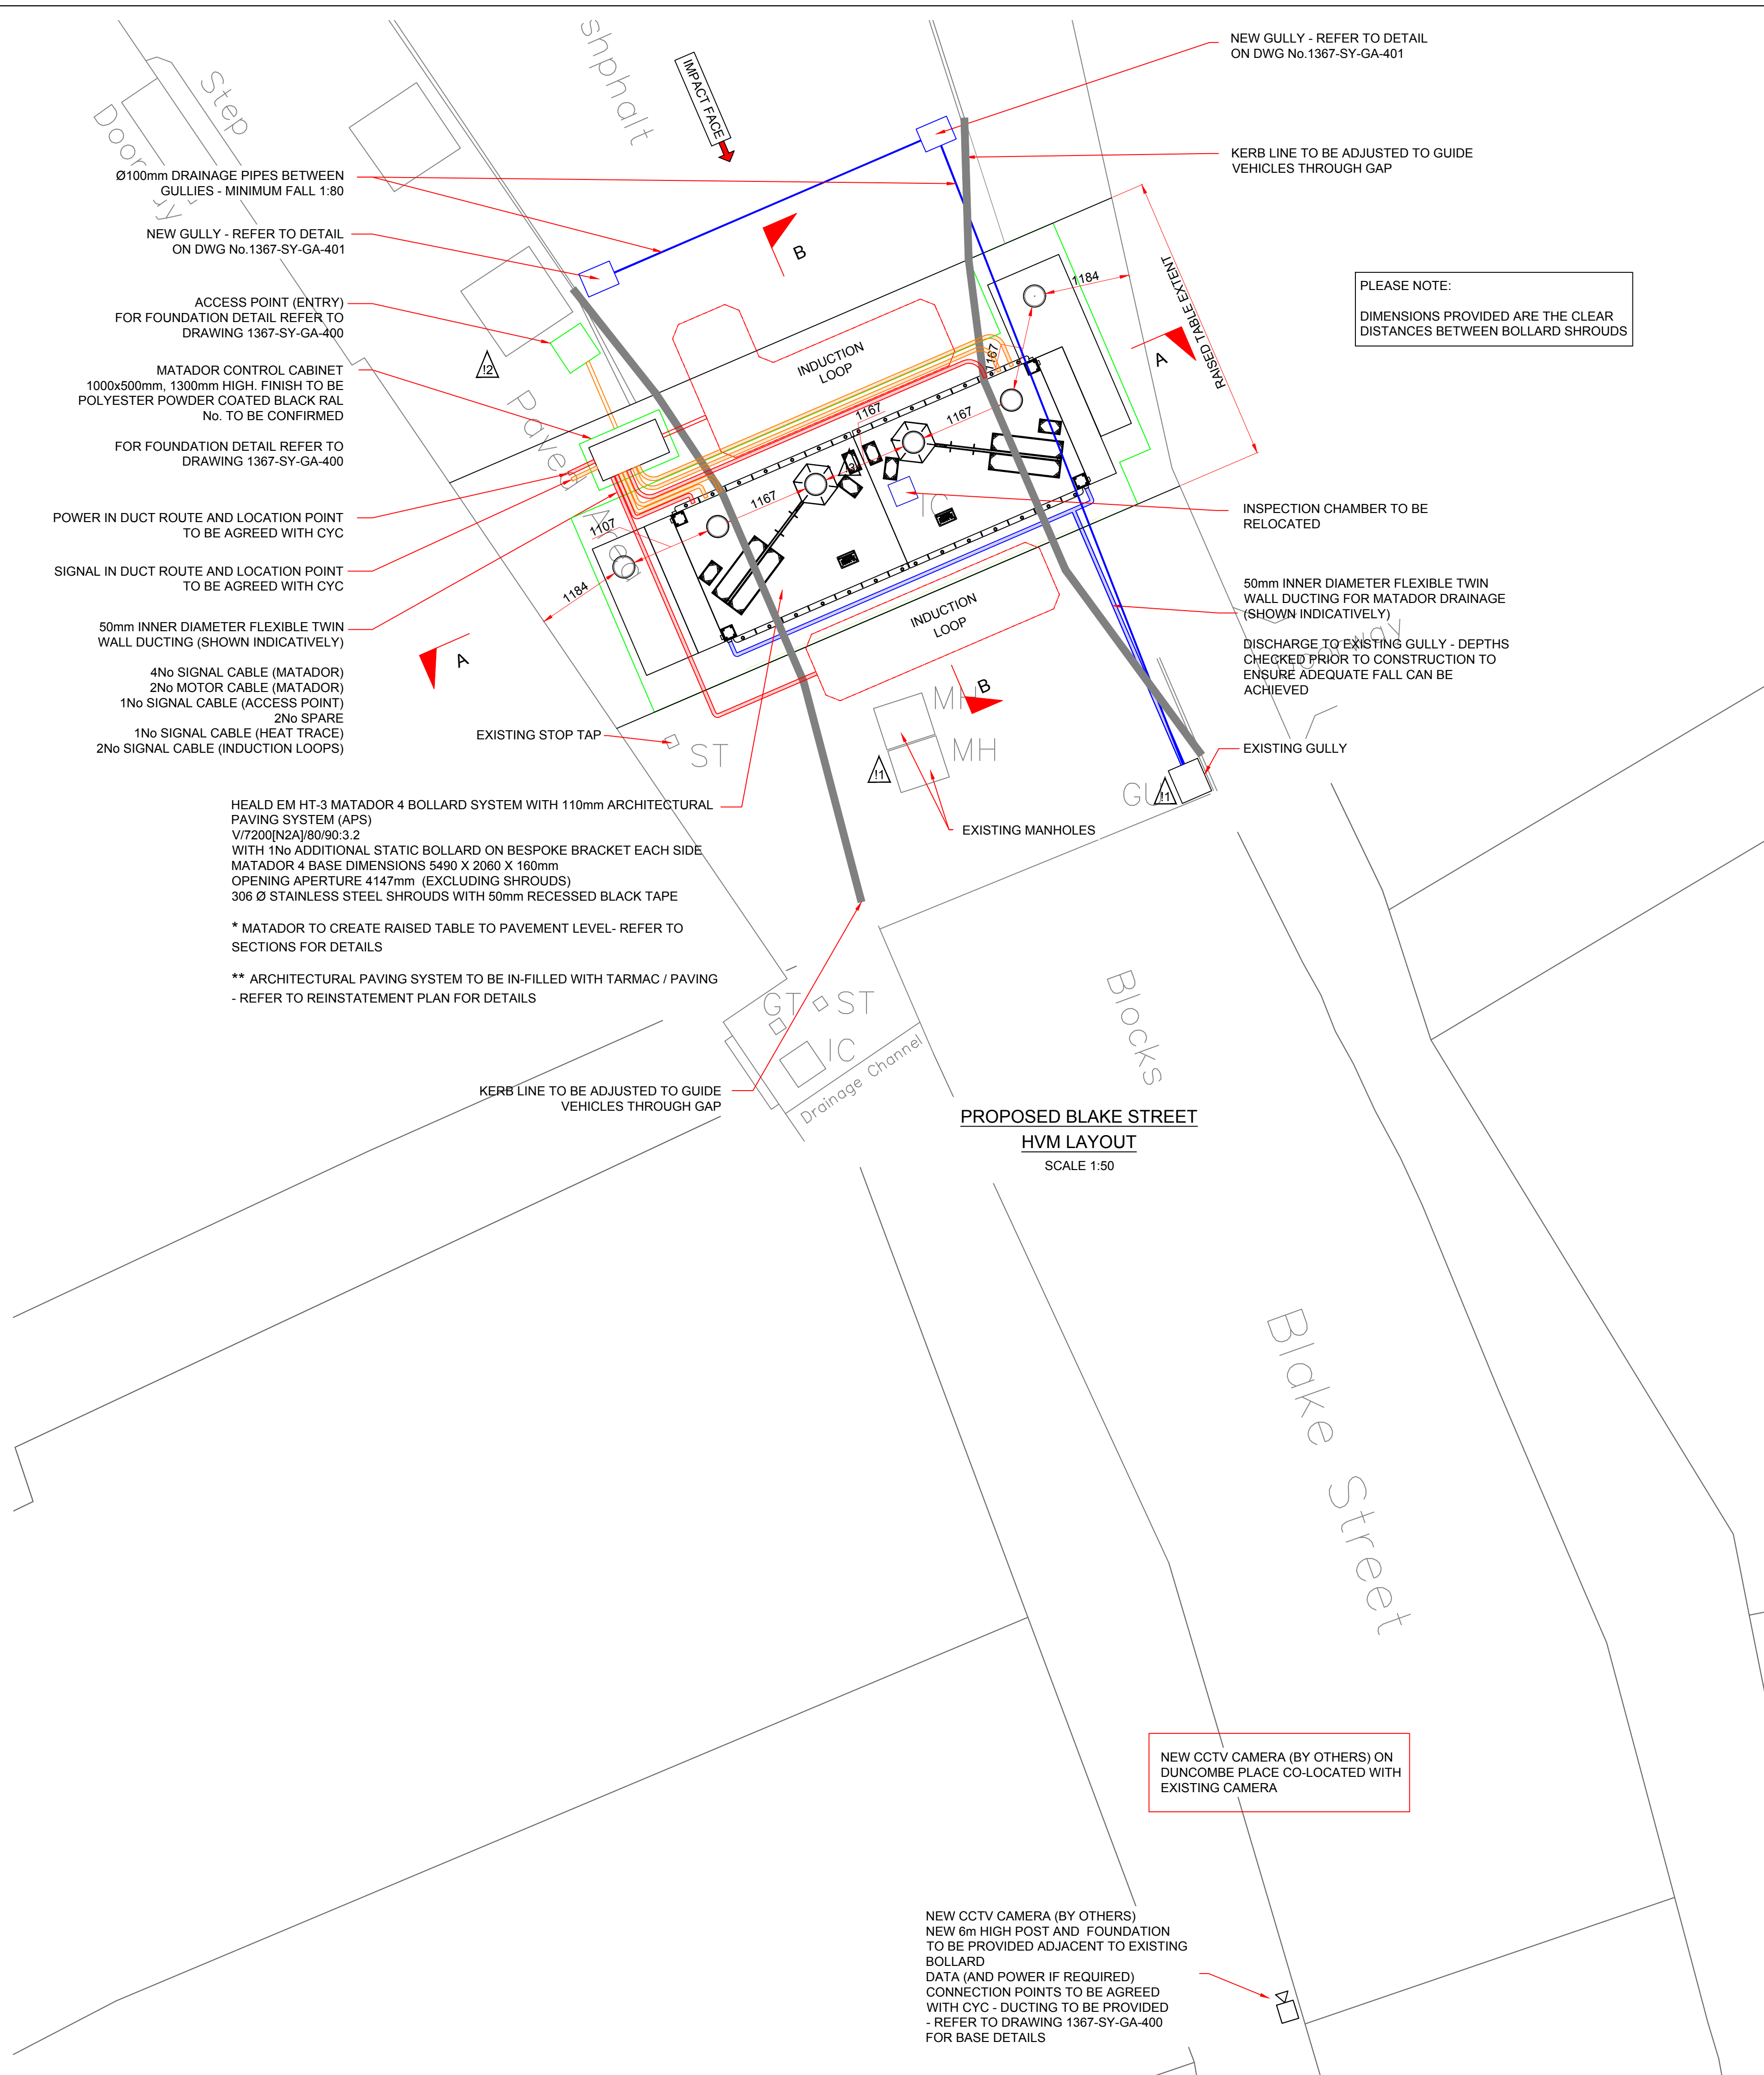 NEW GULLY - REFER TO DETAIL
ON DWG No.1367-SY-GA-401
Step
Doorway
shphalt
IMPACT FACE
KERB LINE TO BE ADJUSTED TO GUIDE
VEHICLES THROUGH GAP
Ø100mm DRAINAGE PIPES BETWEEN
GULLIES - MINIMUM FALL 1:80
NEW GULLY - REFER TO DETAIL
ON DWG No.1367-SY-GA-401
ACCESS POINT (ENTRY)
FOR FOUNDATION DETAIL REFER TO
DRAWING 1367-SY-GA-400
!2
MATADOR CONTROL CABINET
1000x500mm, 1300mm HIGH. FINISH TO BE
POLYESTER POWDER COATED BLACK RAL
No. TO BE CONFIRMED
FOR FOUNDATION DETAIL REFER TO
DRAWING 1367-SY-GA-400
POWER IN DUCT ROUTE AND LOCATION POINT
TO BE AGREED WITH CYC
SIGNAL IN DUCT ROUTE AND LOCATION POINT
TO BE AGREED WITH CYC
50mm INNER DIAMETER FLEXIBLE TWIN
WALL DUCTING (SHOWN INDICATIVELY)
4No SIGNAL CABLE (MATADOR)
2No MOTOR CABLE (MATADOR)
1No SIGNAL CABLE (ACCESS POINT)
2No SPARE
1No SIGNAL CABLE (HEAT TRACE)
2No SIGNAL CABLE (INDUCTION LOOPS)
B
1184
RAISED TABLE EXTENT
A
INDUCTION
LOOP
1167
1167
1167
1167
1107
1184
Paved Area
IC
INDUCTION
LOOP
A
B
PLEASE NOTE:
DIMENSIONS PROVIDED ARE THE CLEAR
DISTANCES BETWEEN BOLLARD SHROUDS
INSPECTION CHAMBER TO BE
RELOCATED
50mm INNER DIAMETER FLEXIBLE TWIN
WALL DUCTING FOR MATADOR DRAINAGE
(SHOWN INDICATIVELY)
DISCHARGE TO EXISTING GULLY - DEPTHS
CHECKED PRIOR TO CONSTRUCTION TO
ENSURE ADEQUATE FALL CAN BE
ACHIEVED
EXISTING GULLY
EXISTING STOP TAP
ST
MH
MH
!1
GU
!1
EXISTING MANHOLES
HEALD EM HT-3 MATADOR 4 BOLLARD SYSTEM WITH 110mm ARCHITECTURAL
PAVING SYSTEM (APS)
V/7200[N2A]/80/90:3.2
WITH 1No ADDITIONAL STATIC BOLLARD ON BESPOKE BRACKET EACH SIDE
MATADOR 4 BASE DIMENSIONS 5490 X 2060 X 160mm
OPENING APERTURE 4147mm (EXCLUDING SHROUDS)
306 Ø STAINLESS STEEL SHROUDS WITH 50mm RECESSED BLACK TAPE
* MATADOR TO CREATE RAISED TABLE TO PAVEMENT LEVEL- REFER TO
SECTIONS FOR DETAILS
** ARCHITECTURAL PAVING SYSTEM TO BE IN-FILLED WITH TARMAC / PAVING
- REFER TO REINSTATEMENT PLAN FOR DETAILS
GT
ST
IC
Drainage Channel
KERB LINE TO BE ADJUSTED TO GUIDE
VEHICLES THROUGH GAP
Blocks
PROPOSED BLAKE STREET
HVM LAYOUT
SCALE 1:50
Blake Street
NEW CCTV CAMERA (BY OTHERS) ON
DUNCOMBE PLACE CO-LOCATED WITH
EXISTING CAMERA
NEW CCTV CAMERA (BY OTHERS)
NEW 6m HIGH POST AND FOUNDATION
TO BE PROVIDED ADJACENT TO EXISTING
BOLLARD
DATA (AND POWER IF REQUIRED)
CONNECTION POINTS TO BE AGREED
WITH CYC - DUCTING TO BE PROVIDED
- REFER TO DRAWING 1367-SY-GA-400
FOR BASE DETAILS